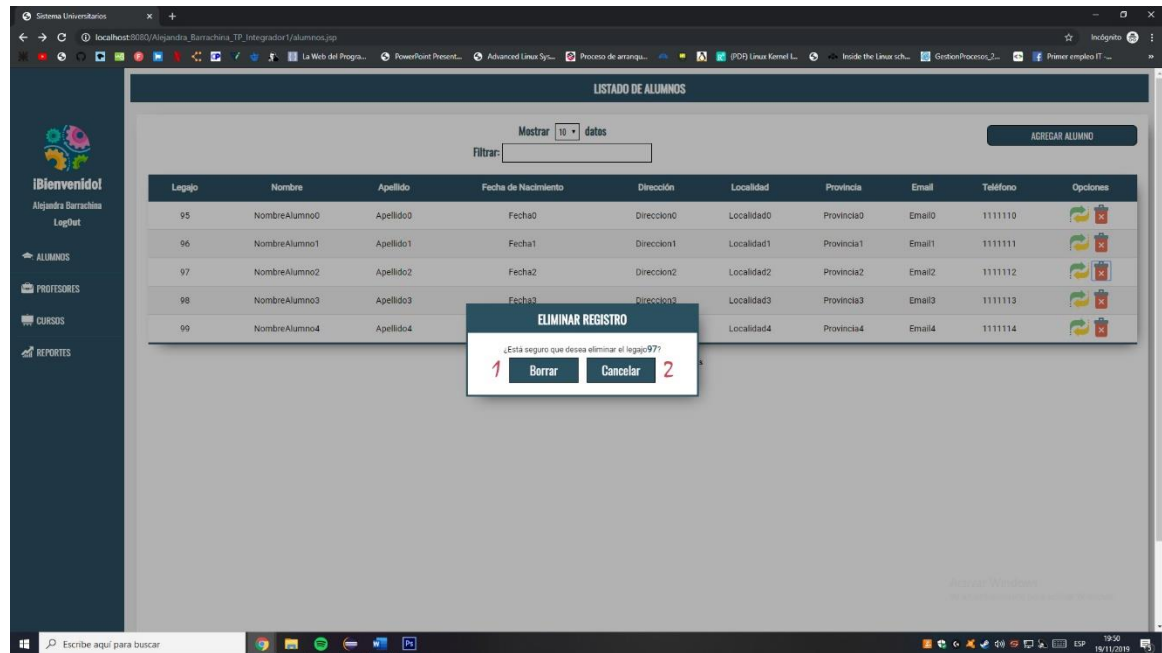 Sistema Universitarios
localhost:8080/Alejandra_Barrachina_TP_Integrador1/alumnos.jsp
Incógnito
La Web del Progra...
PowerPoint Present...
Advanced Linux Sys...
Proceso de arranqu...
(PDF) Linux Kernel L...
Inside the Linux sch...
GestionProcesos_2...
Primer empleo IT -...
LISTADO DE ALUMNOS
Mostrar 10 datos
Filtrar:
AGREGAR ALUMNO
¡Bienvenido!
Alejandra Barrachina
LogOut
ALUMNOS
PROFESORES
CURSOS
REPORTES
Legajo Nombre Apellido Fecha de Nacimiento Dirección Localidad Provincia Email Teléfono Opciones
95 NombreAlumno0 Apellido0 Fecha0 Direccion0 Localidad0 Provincia0 Email0 1111110
96 NombreAlumno1 Apellido1 Fecha1 Direccion1 Localidad1 Provincia1 Email1 1111111
97 NombreAlumno2 Apellido2 Fecha2 Direccion2 Localidad2 Provincia2 Email2 1111112
98 NombreAlumno3 Apellido3 Fecha3 Direccion3 Localidad3 Provincia3 Email3 1111113
99 NombreAlumno4 Apellido4 Localidad4 Provincia4 Email4 1111114
ELIMINAR REGISTRO
¿Está seguro que desea eliminar el legajo97?
1 Borrar Cancelar 2
Activar Windows
Escribe aquí para buscar
W
Ps
ESP
19:50
19/11/2019